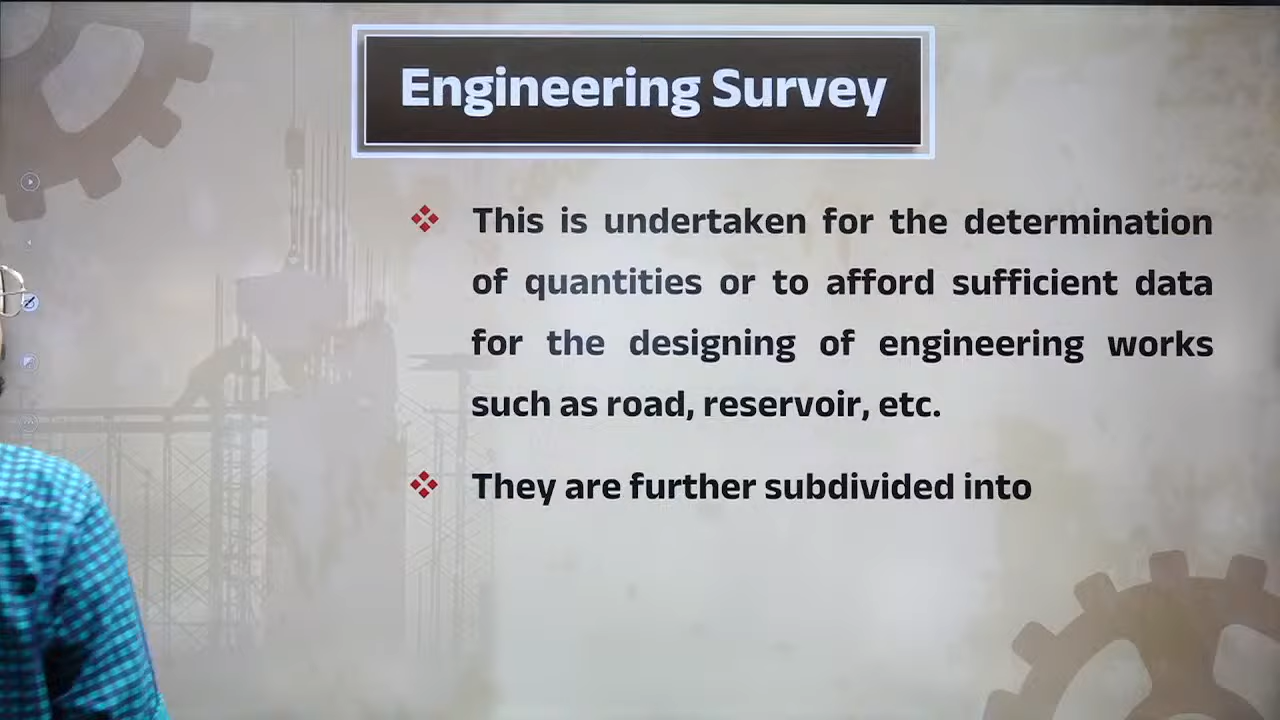 Engineering Survey
This is undertaken for the determination
of quantities or to afford sufficient data
for the designing of engineering works
such as road, reservoir, etc.
They are further subdivided into